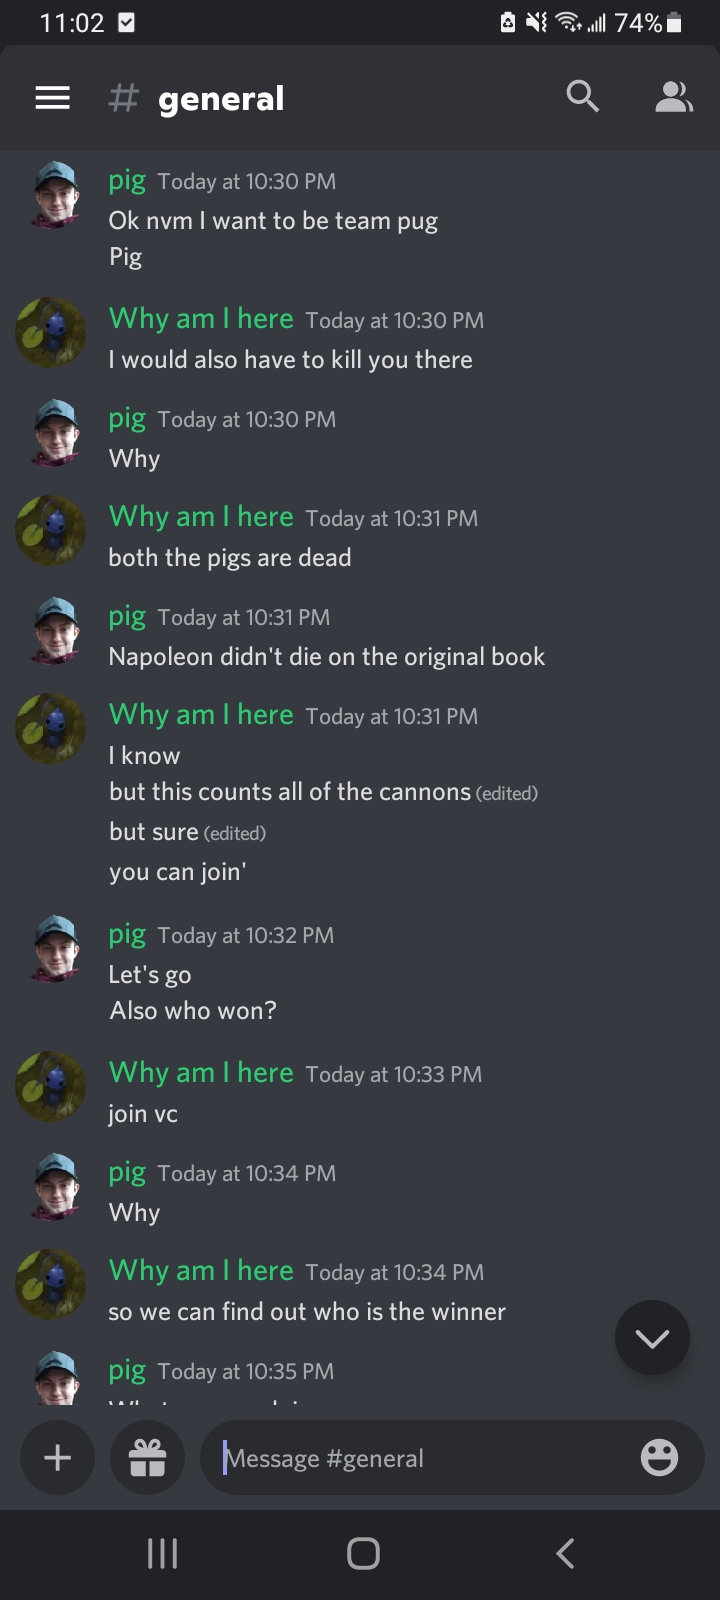 11:02 74%
# general
pig Today at 10:30 PM
Ok nvm I want to be team pug
Pig
Why am I here Today at 10:30 PM
I would also have to kill you there
pig Today at 10:30 PM
Why
Why am I here Today at 10:31 PM
both the pigs are dead
pig Today at 10:31 PM
Napoleon didn't die on the original book
Why am I here Today at 10:31 PM
I know
but this counts all of the cannons (edited)
but sure (edited)
you can join'
pig Today at 10:32 PM
Let's go
Also who won?
Why am I here Today at 10:33 PM
join vc
pig Today at 10:34 PM
Why
Why am I here Today at 10:34 PM
so we can find out who is the winner
pig Today at 10:35 PM
Message #general